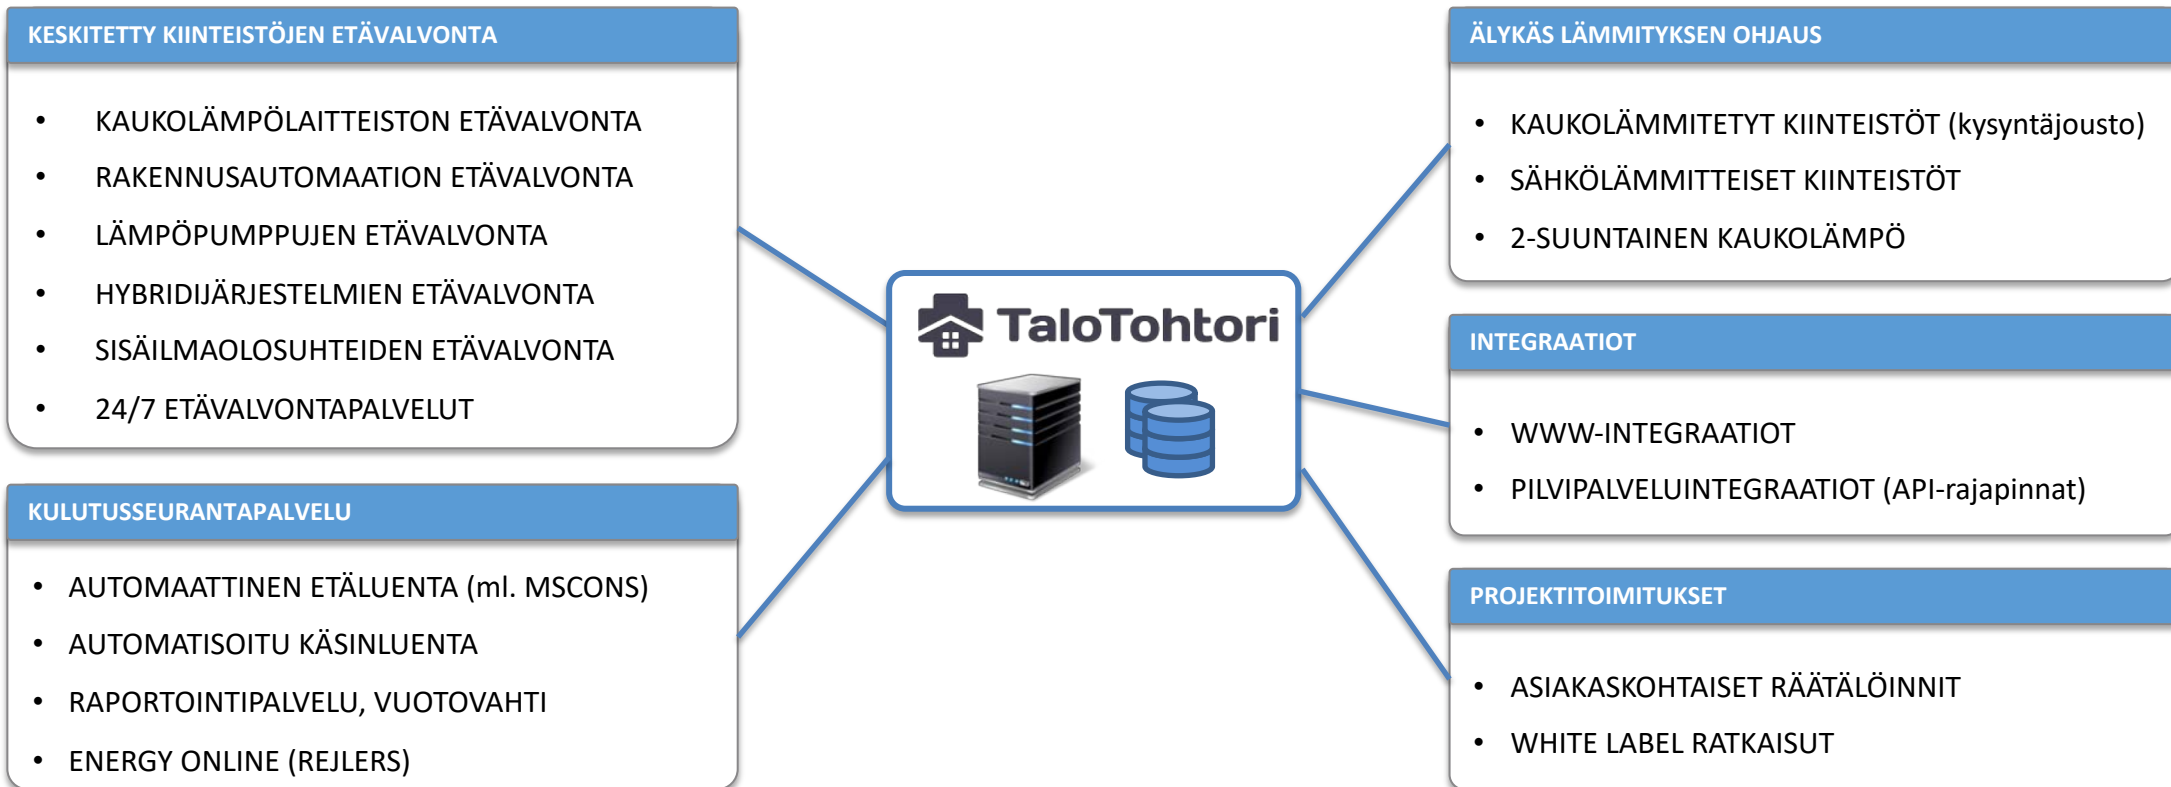 KESKITETTY KIINTEISTÖJEN ETÄVALVONTA
• KAUKOLÄMPÖLAITTEISTON ETÄVALVONTA
• RAKENNUSAUTOMAATION ETÄVALVONTA
• LÄMPÖPUMPPUJEN ETÄVALVONTA
• HYBRIDIJÄRJESTELMIEN ETÄVALVONTA
• SISÄILMAOLOSUHTEIDEN ETÄVALVONTA
• 24/7 ETÄVALVONTAPALVELUT
KULUTUSSEURANTAPALVELU
• AUTOMAATTINEN ETÄLUENTA (ml. MSCONS)
• AUTOMATISOITU KÄSINLUENTA
• RAPORTOINTIPALVELU, VUOTOVAHTI
• ENERGY ONLINE (REJLERS)
TaloTohtori
ÄLYKÄS LÄMMITYKSEN OHJAUS
• KAUKOLÄMMITETYT KIINTEISTÖT (kysyntäjousto)
• SÄHKÖLÄMMITTEISET KIINTEISTÖT
• 2-SUUNTAINEN KAUKOLÄMPÖ
INTEGRAATIOT
• WWW-INTEGRAATIOT
• PILVIPALVELUINTEGRAATIOT (API-rajapinnat)
PROJEKTITOIMITUKSET
• ASIAKASKOHTAISET RÄÄTÄLÖINNIT
• WHITE LABEL RATKAISUT